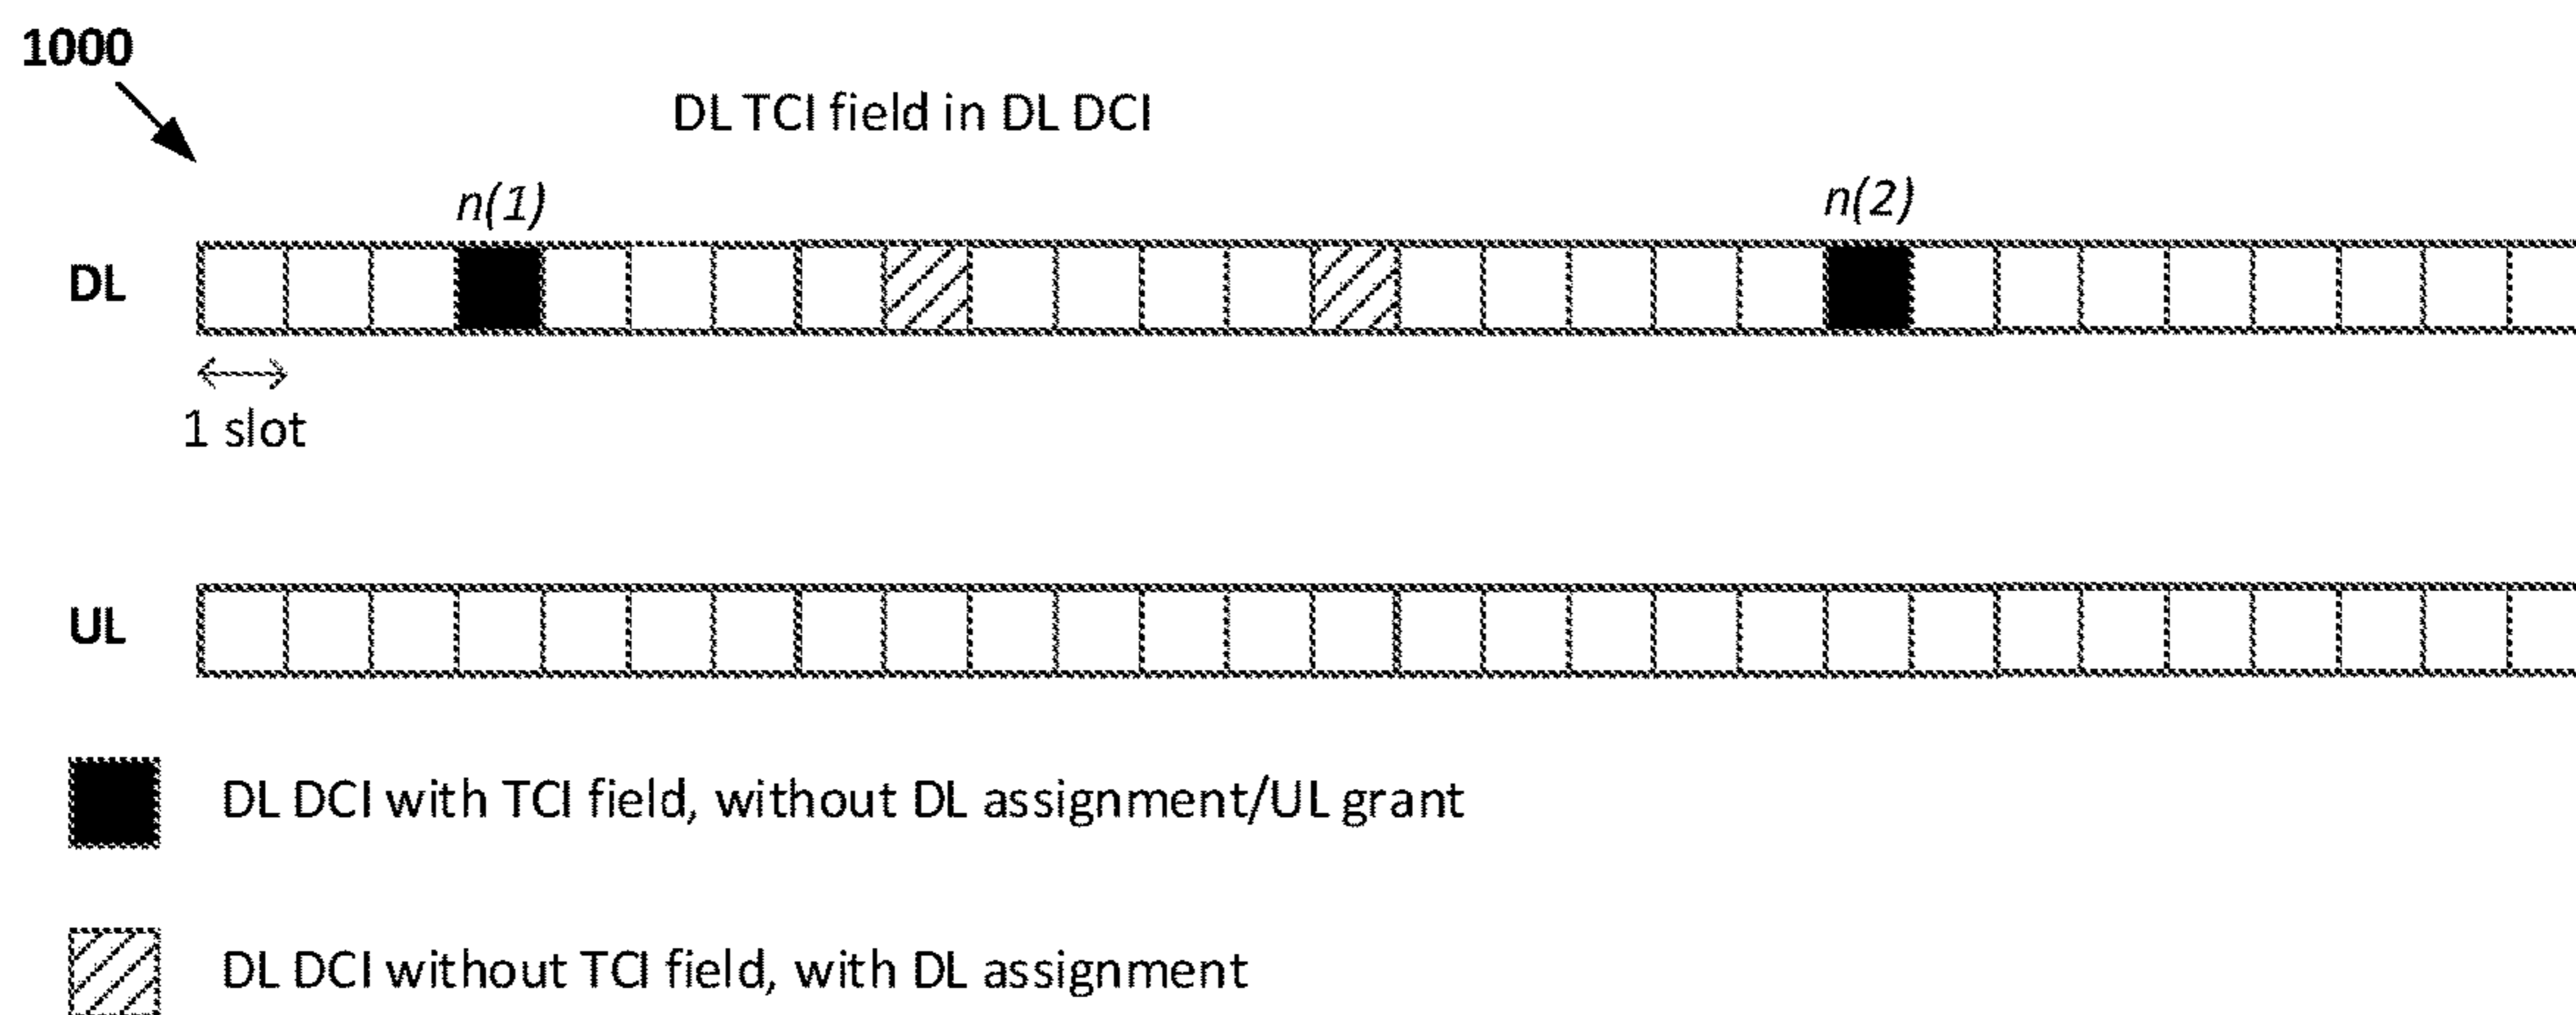 1000
DL TCI field in DL DCI
n(1)
n(2)
DL
1 slot
UL
DL DCI with TCI field, without DL assignment/UL grant
DL DCI without TCI field, with DL assignment